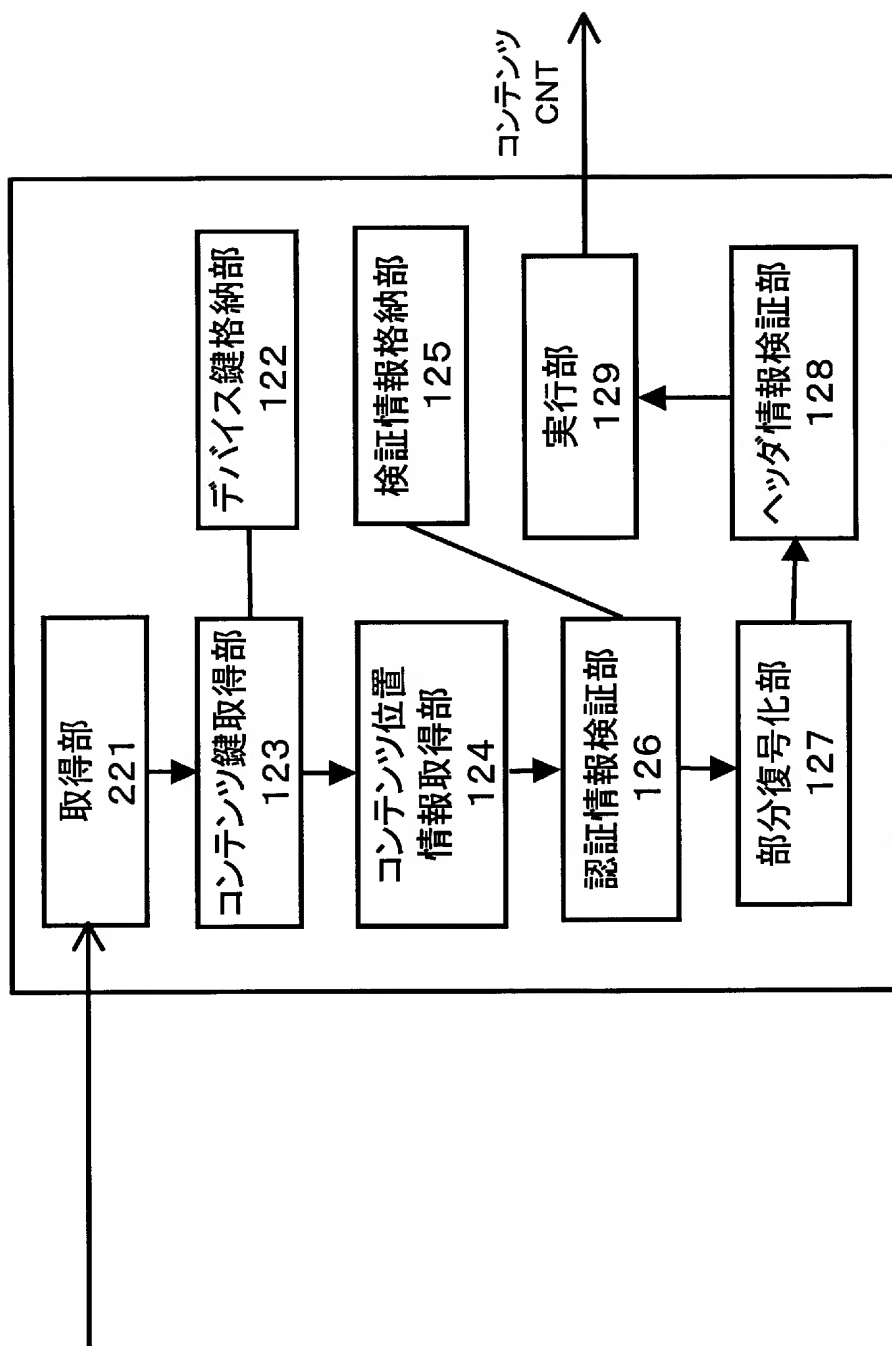 取得部
221
コンテンツ鍵取得部
123
デバイス鍵格納部
122
コンテンツ位置
情報取得部
124
検証情報格納部
125
認証情報検証部
126
部分復号化部
127
ヘッダ情報検証部
128
実行部
129
コンテンツ
CNT